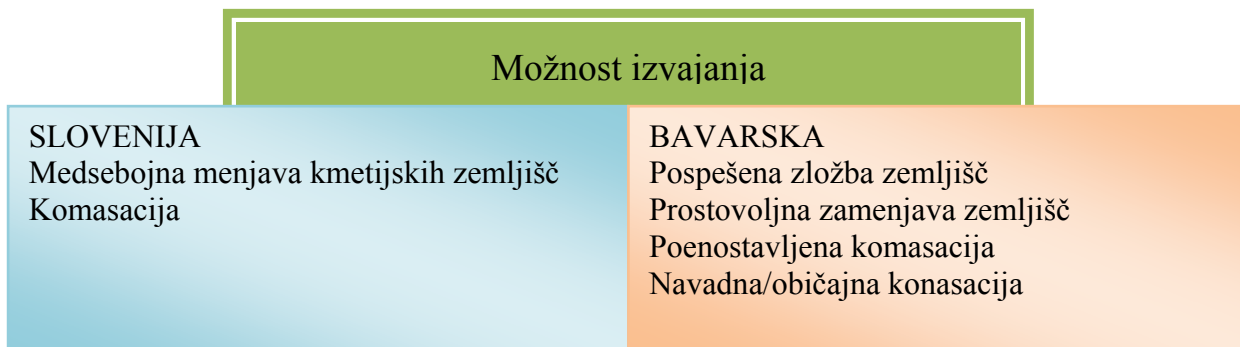 Možnost izvajanja
SLOVENIJA
Medsebojna menjava kmetijskih zemljišč
Komasacija
BAVARSKA
Pospešena zložba zemljišč
Prostovoljna zamenjava zemljišč
Poenostavljena komasacija
Navadna/običajna konasacija